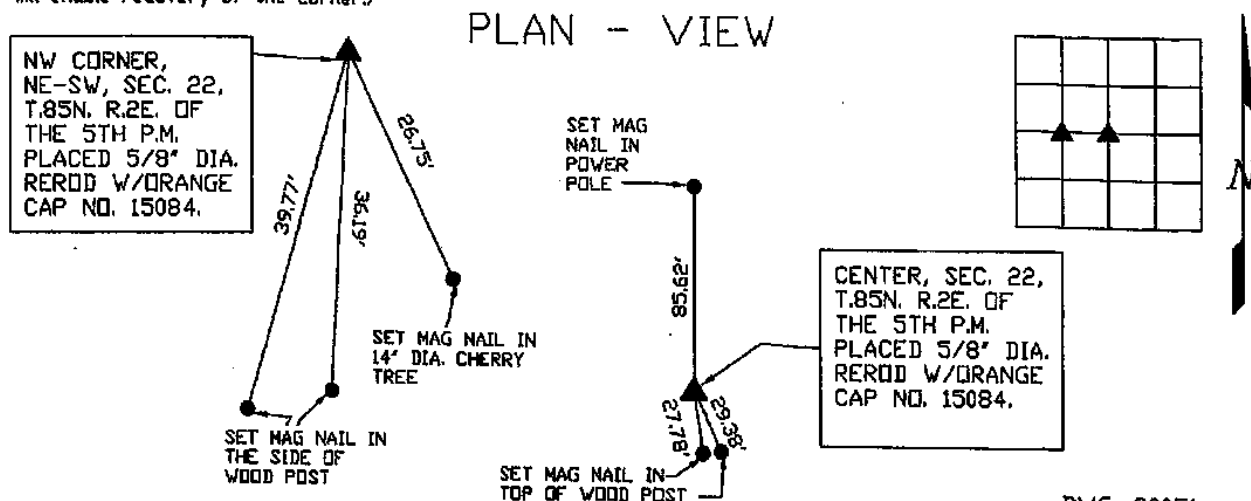 PLAN - VIEW
NW CORNER,
NE-SW, SEC. 22,
T.85N. R.2E. OF
THE 5TH P.M.
PLACED 5/8" DIA.
REROD W/ORANGE
CAP NO. 15084.
39.77'
36.19'
26.75'
SET MAG NAIL IN
14" DIA. CHERRY
TREE
SET MAG NAIL IN
THE SIDE OF
WOOD POST
SET MAG
NAIL IN
POWER
POLE
85.62'
27.78'
29.38'
SET MAG NAIL IN
TOP OF WOOD POST
CENTER, SEC. 22,
T.85N. R.2E. OF
THE 5TH P.M.
PLACED 5/8" DIA.
REROD W/ORANGE
CAP NO. 15084.
N